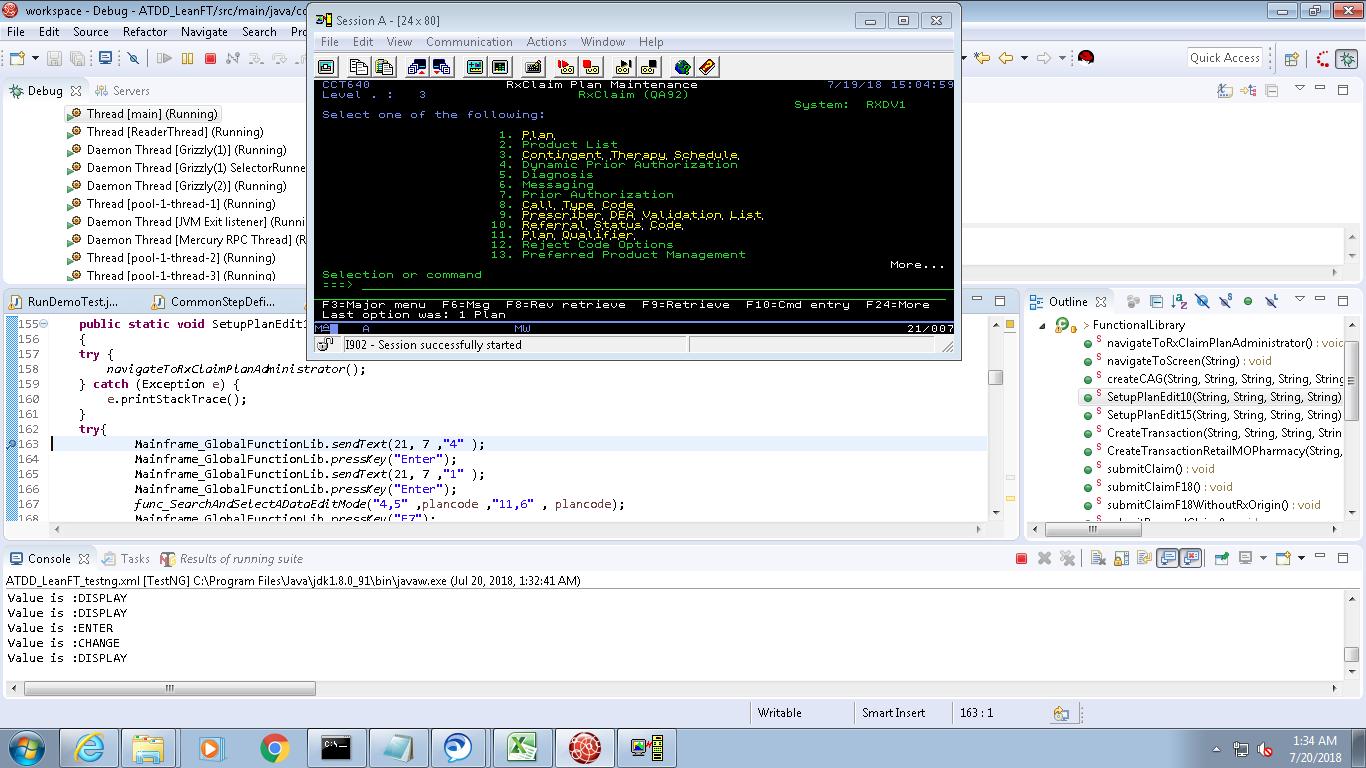 workspace - Debug - ATDD_LeanFT/src/main/java/co
File Edit Source Refactor Navigate Search
Quick Access
Debug Servers
Thread [main] (Running)
Thread [ReaderThread] (Running)
Daemon Thread [Grizzly(1)] (Running)
Daemon Thread [Grizzly(1) SelectorRunne
Daemon Thread [Grizzly(2)] (Running)
Thread [pool-1-thread-1] (Running)
Daemon Thread [JVM Exit listener] (Runni
Daemon Thread [Mercury RPC Thread] (R
Thread [pool-1-thread-2] (Running)
Thread [pool-1-thread-3] (Running)
Session A - [24 x 80]
File Edit View Communication Actions Window Help
CCT640 RxClaim Plan Maintenance 7/19/18 15:04:59
Level . : 3 RxClaim (QA92)
System: RXDV1
Select one of the following:
1. Plan
2. Product List
3. Contingent Therapy Schedule
4. Dynamic Prior Authorization
5. Diagnosis
6. Messaging
7. Prior Authorization
8. Call Type Code
9. Prescriber DEA Validation List
10. Referral Status Code
11. Plan Qualifier
12. Reject Code Options
13. Preferred Product Management
More...
Selection or command
===>
F3=Major menu F6=Msg F8=Rev retrieve F9=Retrieve F10=Cmd entry F24=More
Last option was: 1 Plan
A MW 21/007
I902 - Session successfully started
RunDemoTest.j... CommonStepDefi...
155 public static void SetupPlanEdit1
156 {
157 try {
158 navigateToRxClaimPlanAdministrator();
159 } catch (Exception e) {
160 e.printStackTrace();
161 }
162 try{
163 Mainframe_GlobalFunctionLib.sendText(21, 7 ,"4" );
164 Mainframe_GlobalFunctionLib.pressKey("Enter");
165 Mainframe_GlobalFunctionLib.sendText(21, 7 ,"1" );
166 Mainframe_GlobalFunctionLib.pressKey("Enter");
167 func_SearchAndSelectADataEditMode("4,5" ,plancode ,"11,6" , plancode);
168 Mainframe_GlobalFunctionLib.pressKey("F7");
Outline
> FunctionalLibrary
navigateToRxClaimPlanAdministrator() : voic
navigateToScreen(String) : void
createCAG(String, String, String, String, String
SetupPlanEdit10(String, String, String, String)
SetupPlanEdit15(String, String, String, String)
CreateTransaction(String, String, String, Strin
CreateTransactionRetailMOPharmacy(String,
submitClaim() : void
submitClaimF18() : void
submitClaimF18WithoutRxOrigin() : void
Console Tasks Results of running suite
ATDD_LeanFT_testng.xml [TestNG] C:\Program Files\Java\jdk1.8.0_91\bin\javaw.exe (Jul 20, 2018, 1:32:41 AM)
Value is :DISPLAY
Value is :DISPLAY
Value is :ENTER
Value is :CHANGE
Value is :DISPLAY
Writable Smart Insert 163 : 1
1:34 AM
7/20/2018